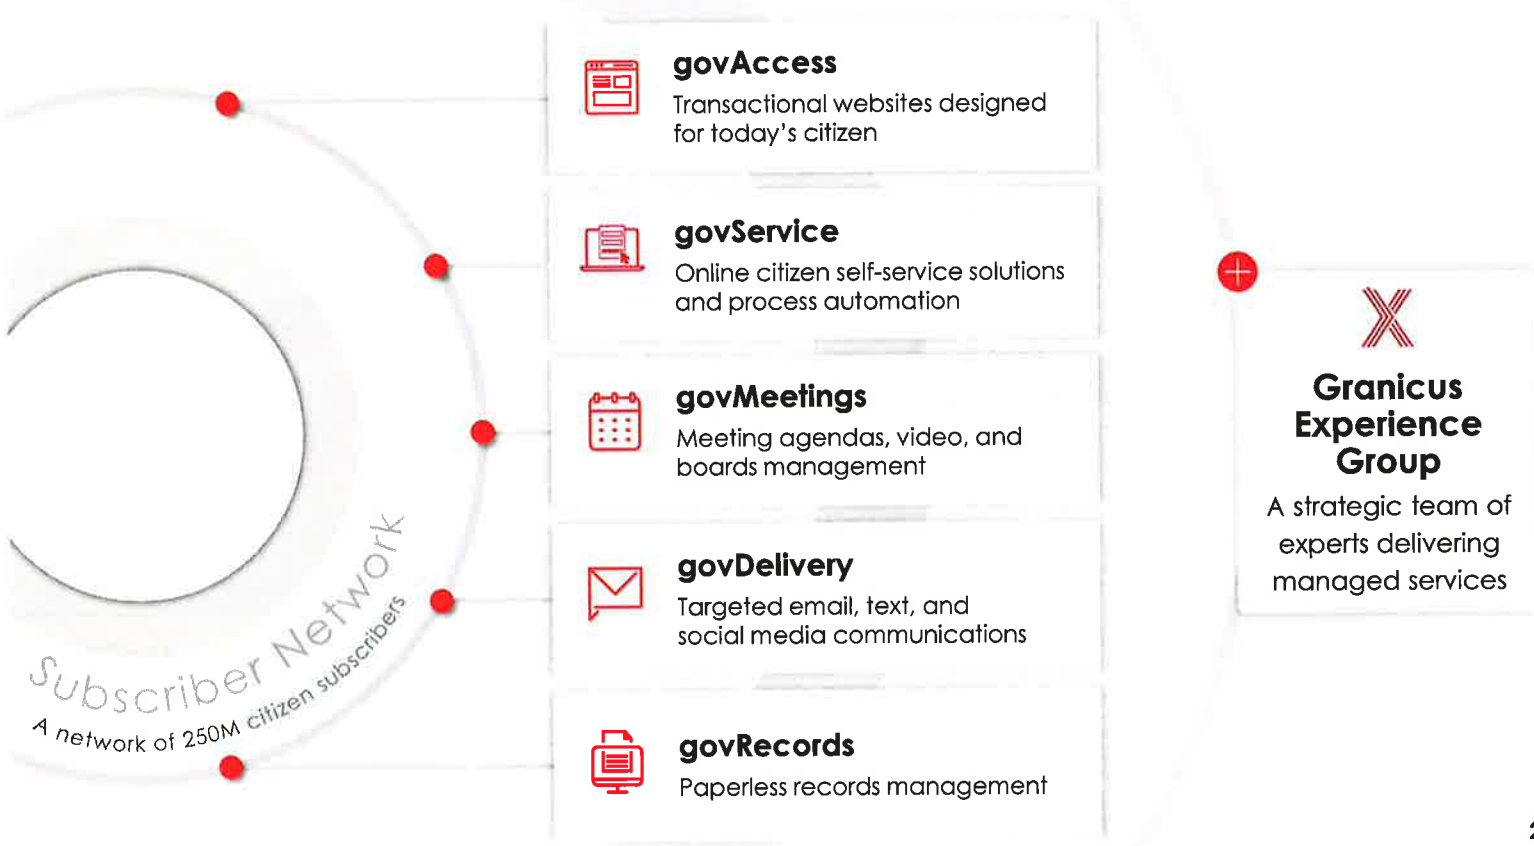 govAccess
Transactional websites designed
for today's citizen
govService
Online citizen self-service solutions
and process automation
govMeetings
Meeting agendas, video, and
boards management
govDelivery
Targeted email, text, and
social media communications
govRecords
Paperless records management
Subscriber Network
A network of 250M citizen subscribers
Granicus
Experience
Group
A strategic team of
experts delivering
managed services